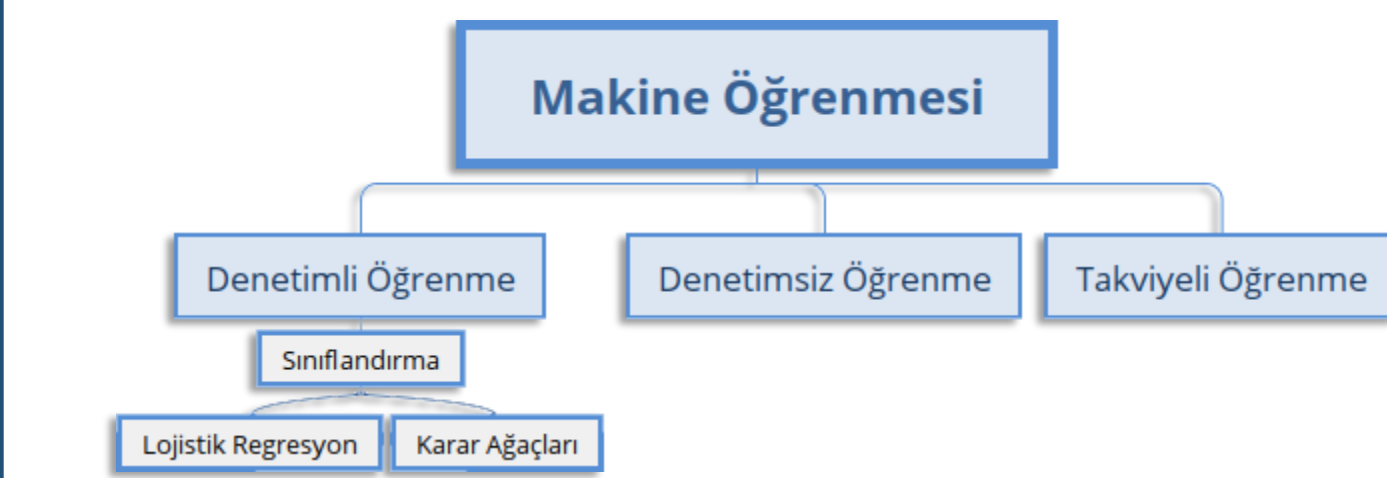 Makine Öğrenmesi
Denetimli Öğrenme
Denetimsiz Öğrenme
Takviyeli Öğrenme
Sınıflandırma
Lojistik Regresyon
Karar Ağaçları